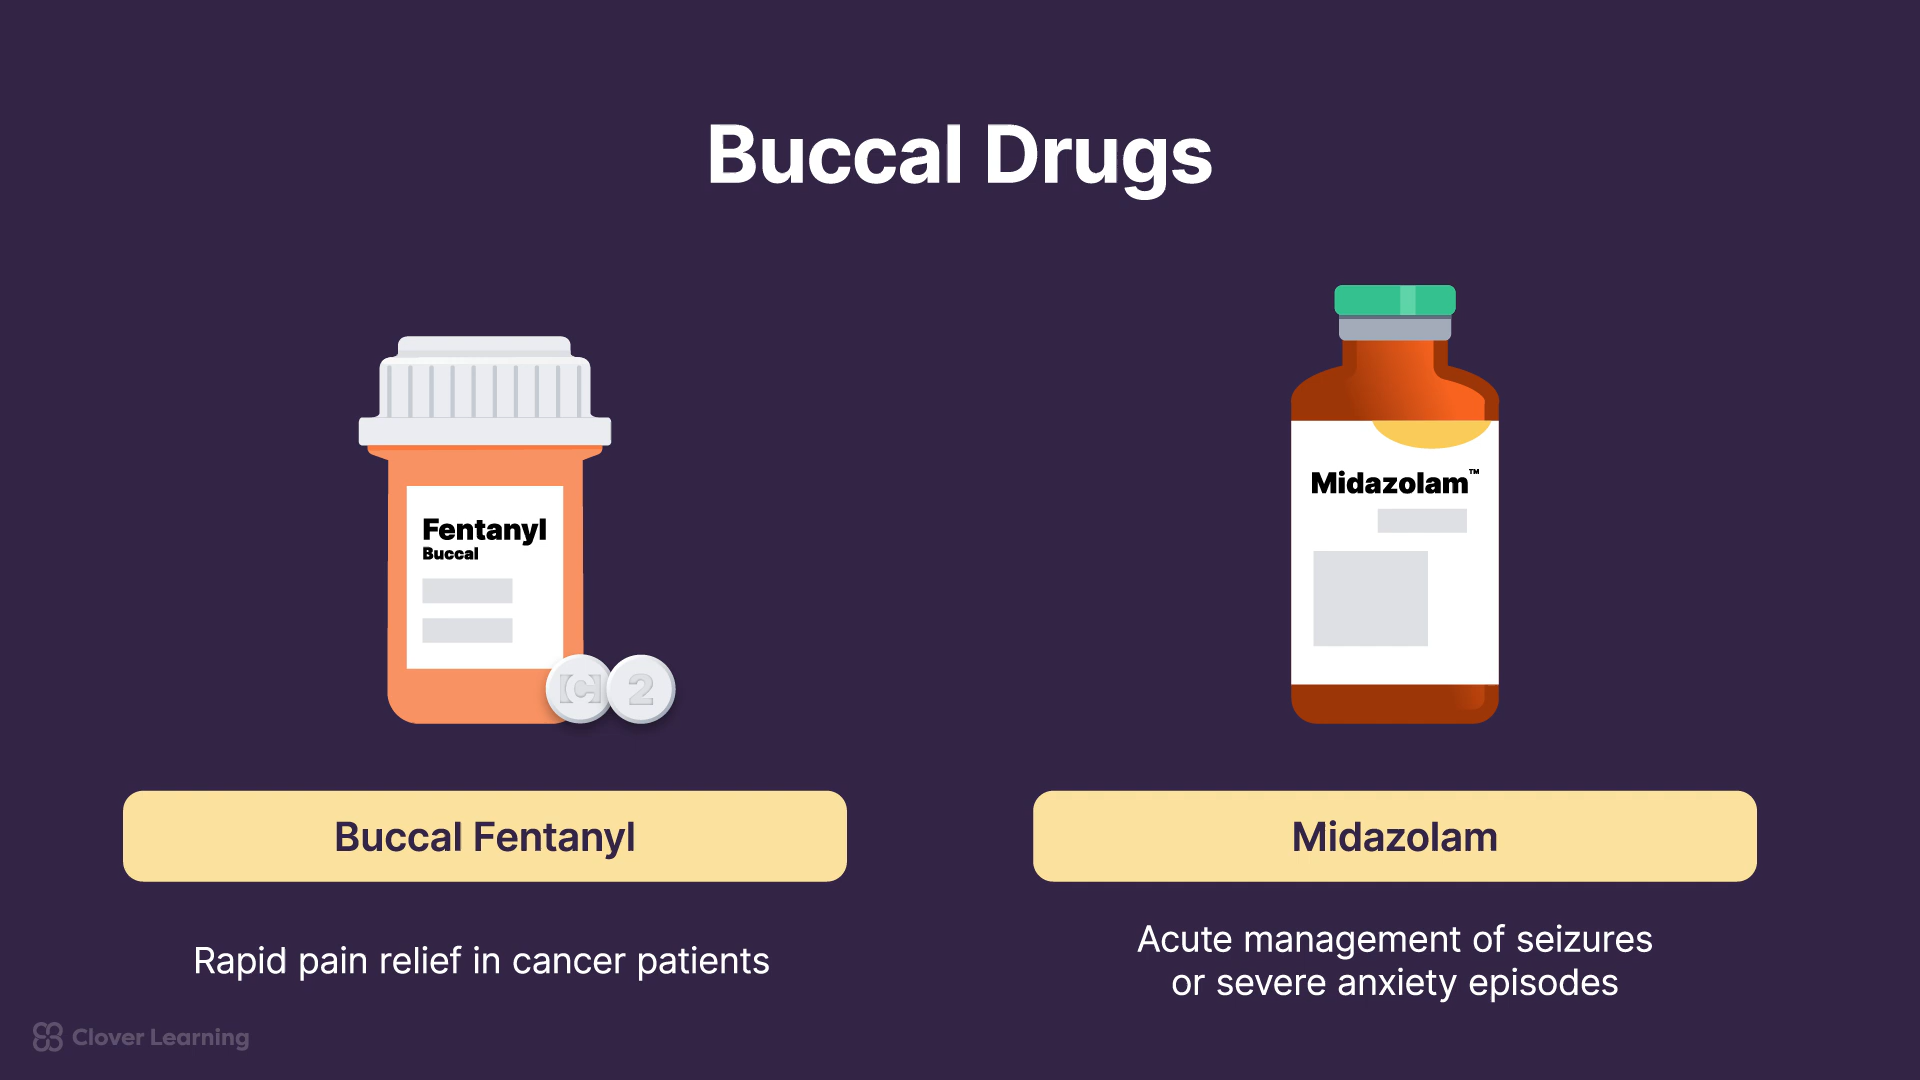 Buccal Drugs
Fentanyl
Buccal
[C] 2
Midazolam™
Buccal Fentanyl
Midazolam
Rapid pain relief in cancer patients
Acute management of seizures
or severe anxiety episodes
Clover Learning